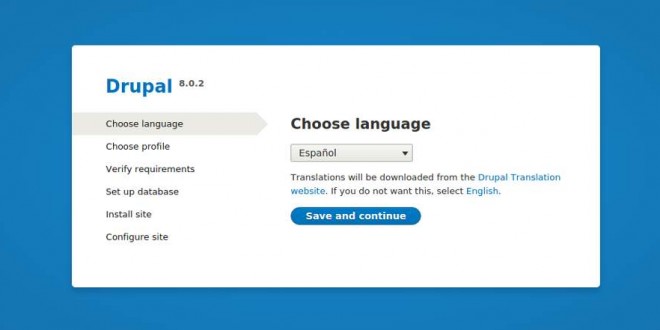 Drupal 8.0.2
Choose language
Choose profile
Verify requirements
Set up database
Install site
Configure site
Choose language
Español
Translations will be downloaded from the Drupal Translation
website. If you do not want this, select English.
Save and continue